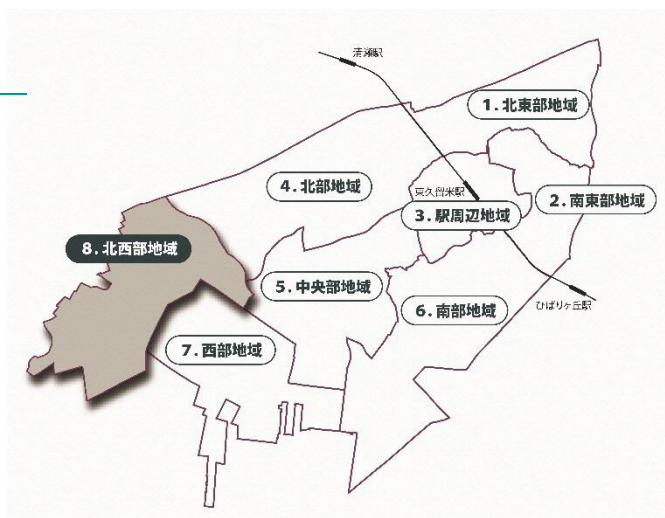 清瀬駅
1.北東部地域
4.北部地域
東久留米駅
2.南東部地域
3.駅周辺地域
8.北西部地域
5.中央部地域
6.南部地域
ひばりヶ丘駅
7.西部地域